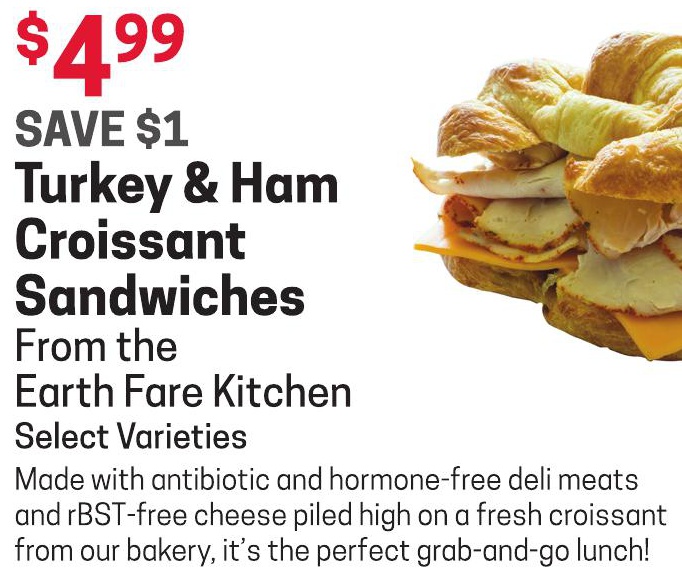 $4.99
SAVE $1
Turkey & Ham
Croissant
Sandwiches
From the
Earth Fare Kitchen
Select Varieties
Made with antibiotic and hormone-free deli meats
and rBST-free cheese piled high on a fresh croissant
from our bakery, it's the perfect grab-and-go lunch!